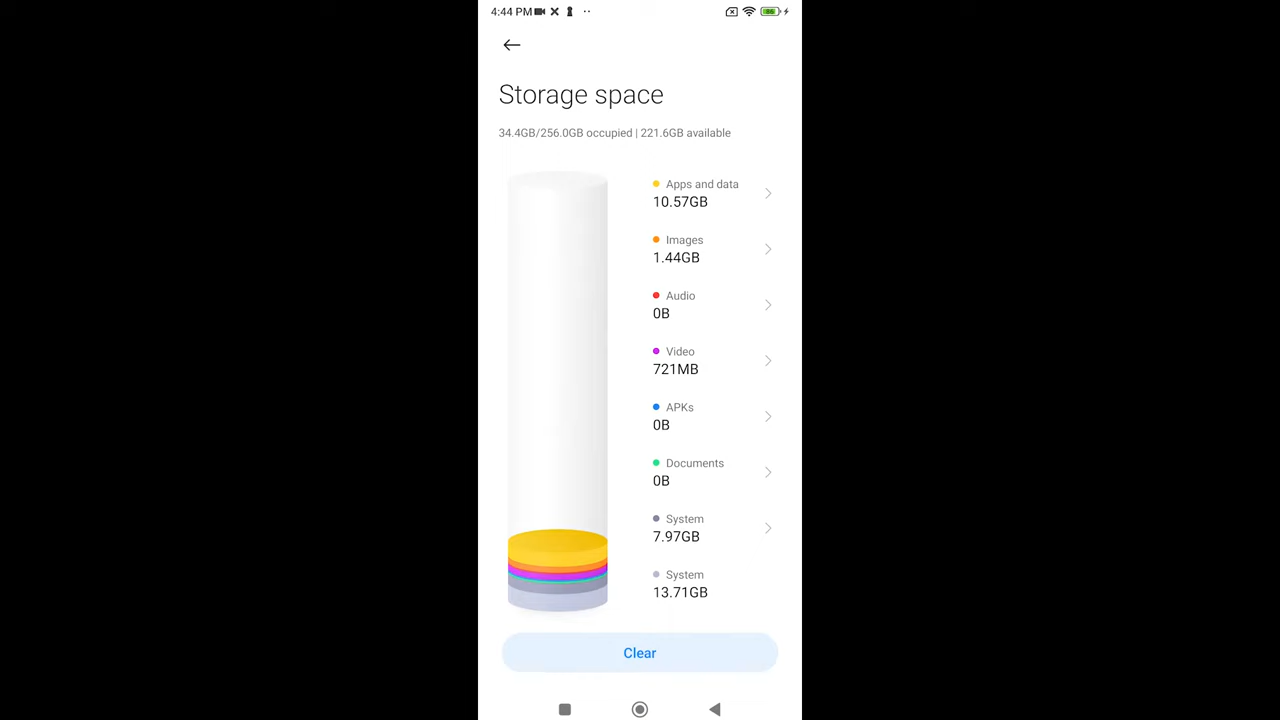 4:44 PM
86
Storage space
34.4GB/256.0GB occupied | 221.6GB available
Apps and data
10.57GB
Images
1.44GB
Audio
0B
Video
721MB
APKs
0B
Documents
0B
System
7.97GB
System
13.71GB
Clear